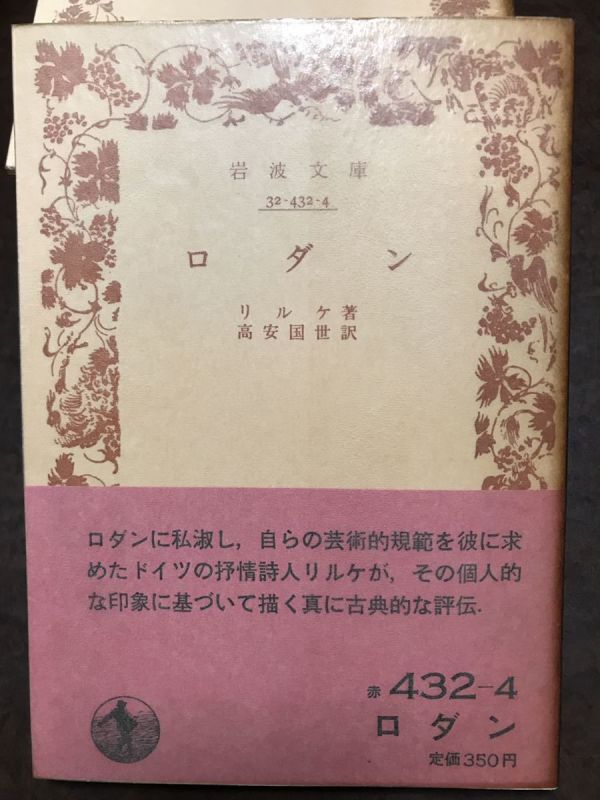 岩波文庫
32-432-4
ロダン
リルケ著
高安国世訳
ロダンに私淑し，自らの芸術的規範を彼に求
めたドイツの抒情詩人リルケが，その個人的
な印象に基づいて描く真に古典的な評伝．
赤 432-4
ロダン
定価350円